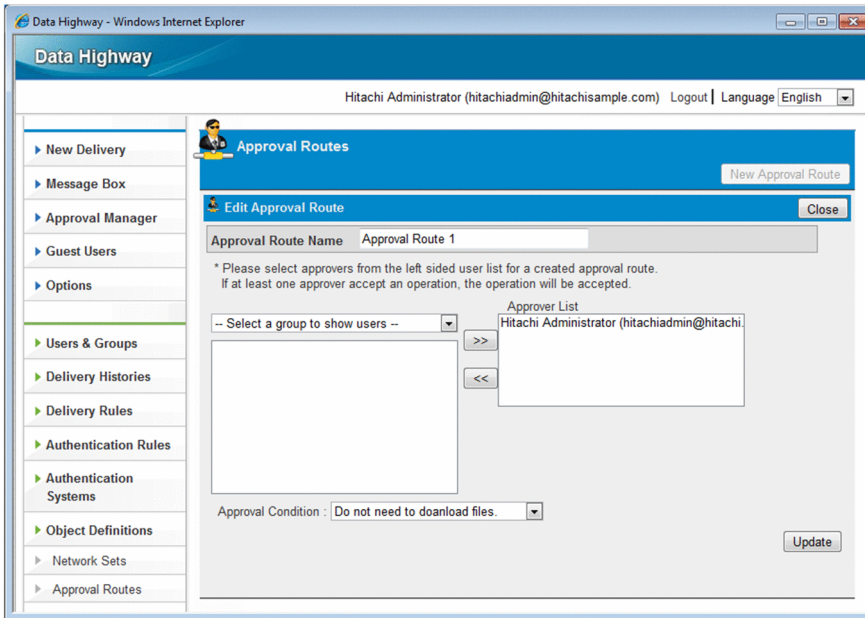 Data Highway - Windows Internet Explorer
Data Highway
Hitachi Administrator (hitachiadmin@hitachisample.com) Logout | Language English
New Delivery
Message Box
Approval Manager
Guest Users
Options
Users & Groups
Delivery Histories
Delivery Rules
Authentication Rules
Authentication
Systems
Object Definitions
Network Sets
Approval Routes
Approval Routes
New Approval Route
Edit Approval Route
Close
Approval Route Name Approval Route 1
* Please select approvers from the left sided user list for a created approval route.
If at least one approver accept an operation, the operation will be accepted.
Approver List
-- Select a group to show users --
Hitachi Administrator (hitachiadmin@hitachi.
>>
<<
Approval Condition : Do not need to doanload files.
Update